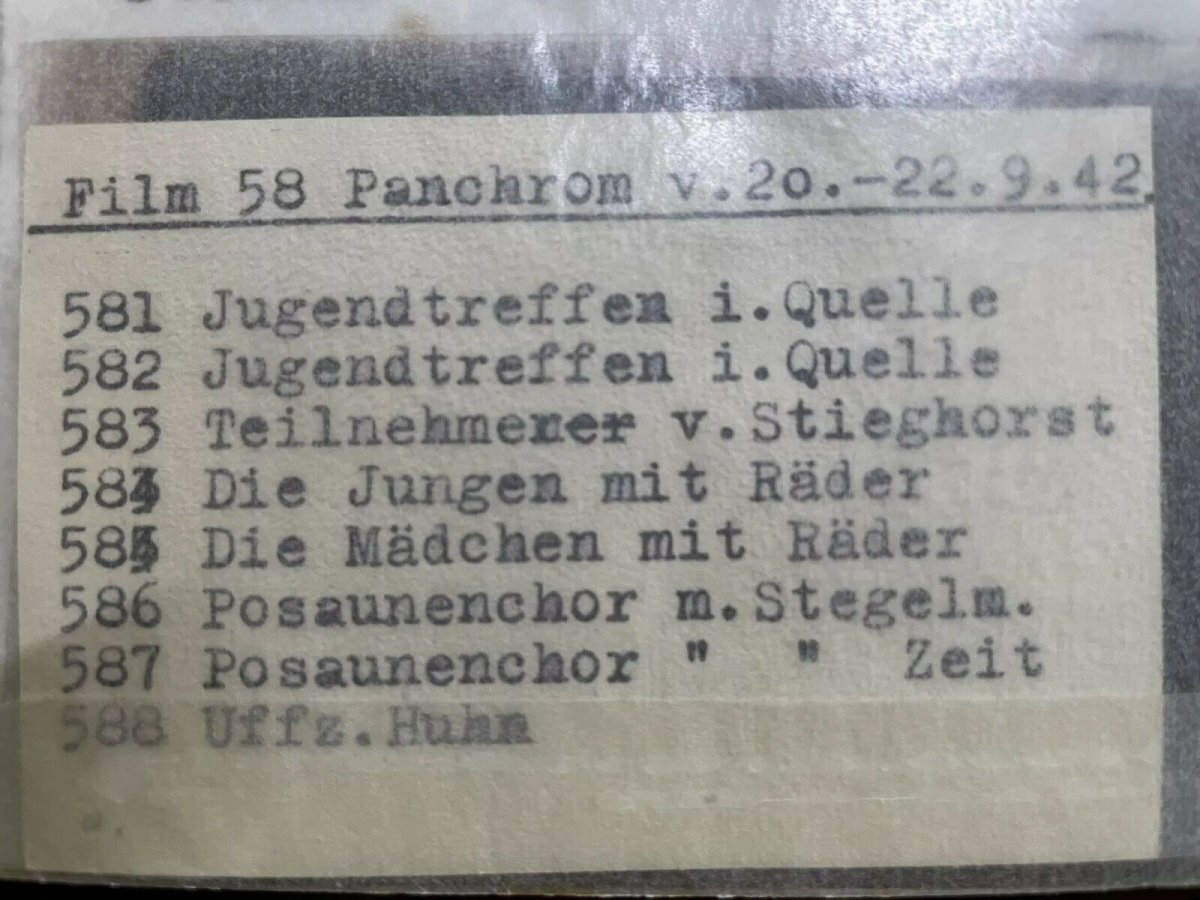 Film 58 Panchrom v.2o.-22.9.42.
581 Jugendtreffen i.Quelle
582 Jugendtreffen i.Quelle
583 Teilnehmerer v.Stieghorst
584 Die Jungen mit Räder
585 Die Mädchen mit Räder
586 Posaunenchor m.Stegelm.
587 Posaunenchor " " Zeit
588 Uffz.Huhn